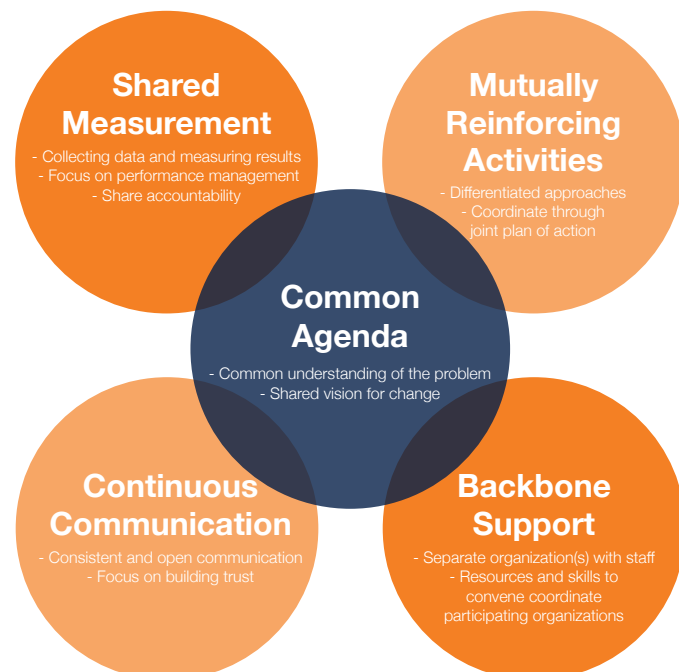 Shared
Measurement
- Collecting data and measuring results
- Focus on performance management
- Share accountability
Mutually
Reinforcing
Activities
- Differentiated approaches
- Coordinate through
joint plan of action
Common
Agenda
- Common understanding of the problem
- Shared vision for change
Continuous
Communication
- Consistent and open communication
- Focus on building trust
Backbone
Support
- Separate organization(s) with staff
- Resources and skills to
convene coordinate
participating organizations